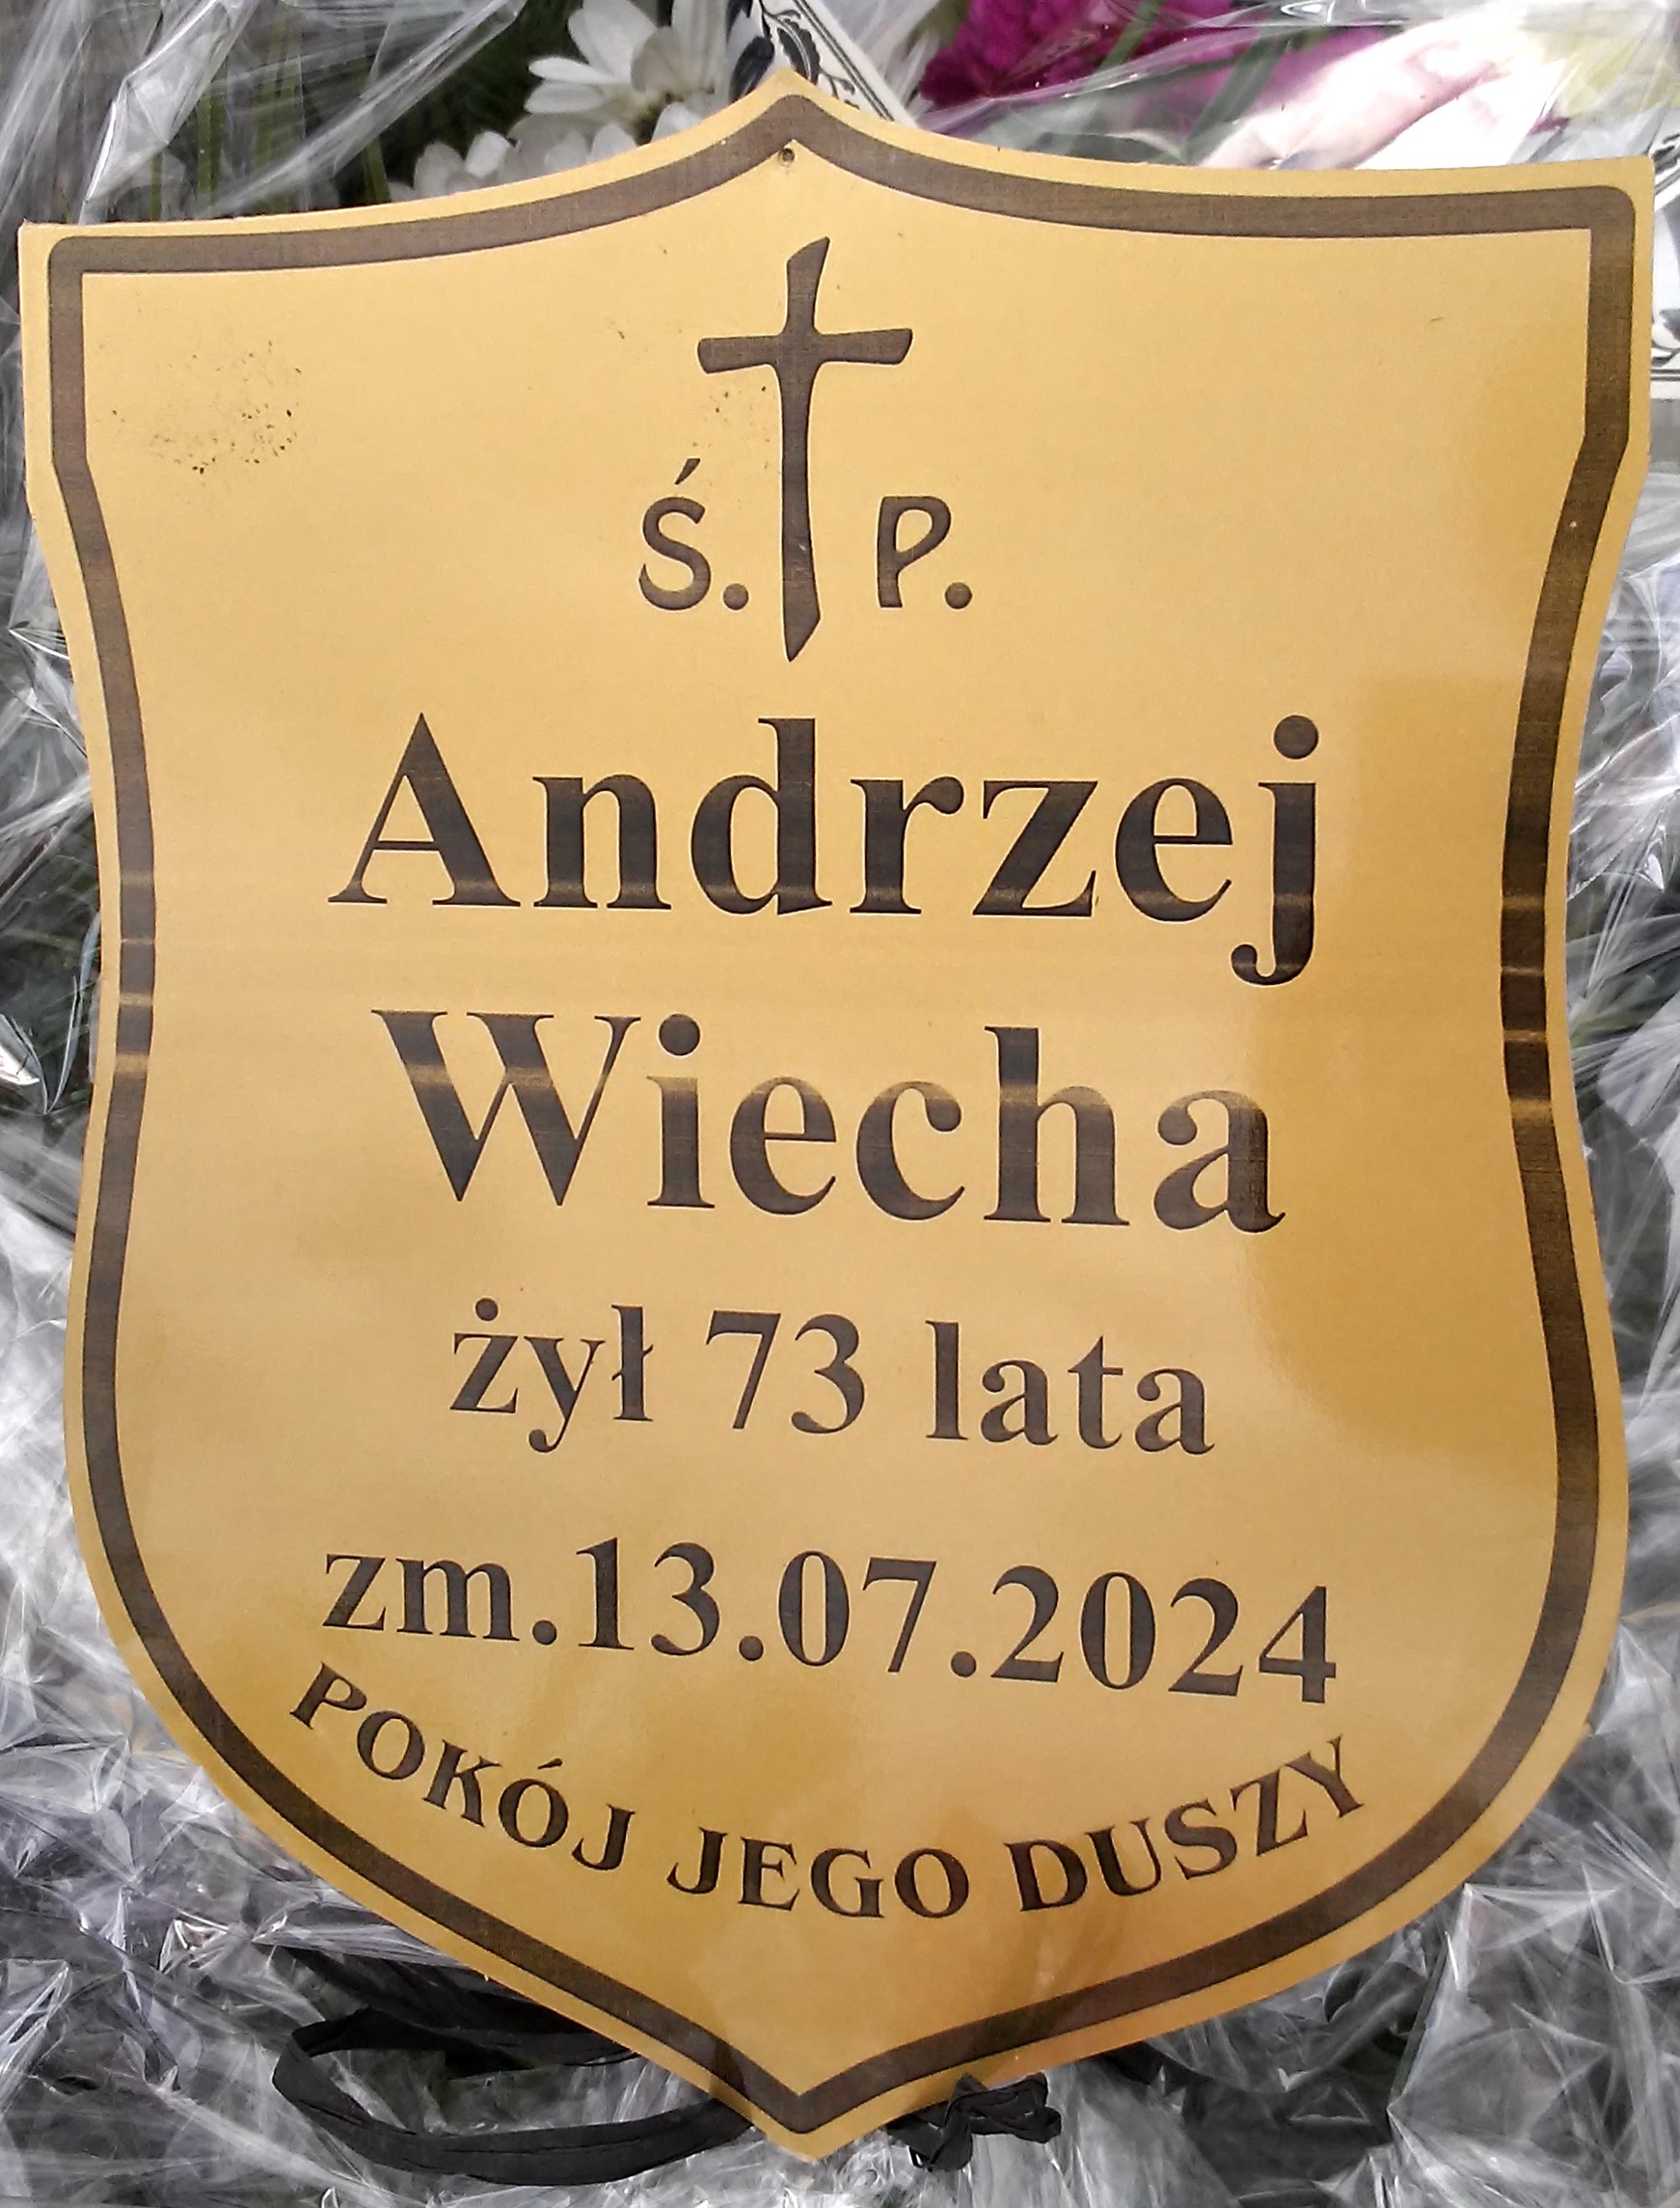 Ś. P.
Andrzej
Wiecha
żył 73 lata
zm.13.07.2024
POKÓJ JEGO DUSZY